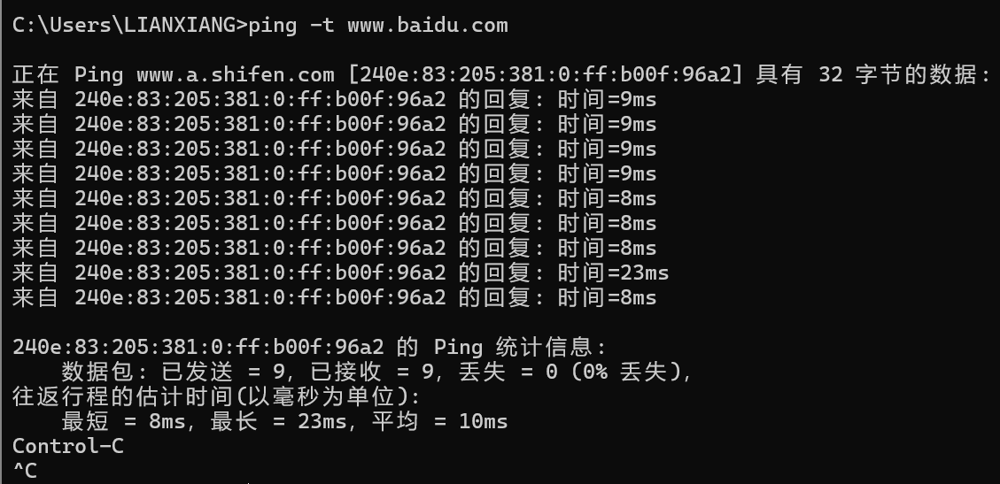 C:\Users\LIANXIANG>ping -t www.baidu.com
正在 Ping www.a.shifen.com [240e:83:205:381:0:ff:b00f:96a2] 具有 32 字节的数据:
来自 240e:83:205:381:0:ff:b00f:96a2 的回复: 时间=9ms
来自 240e:83:205:381:0:ff:b00f:96a2 的回复: 时间=9ms
来自 240e:83:205:381:0:ff:b00f:96a2 的回复: 时间=9ms
来自 240e:83:205:381:0:ff:b00f:96a2 的回复: 时间=9ms
来自 240e:83:205:381:0:ff:b00f:96a2 的回复: 时间=8ms
来自 240e:83:205:381:0:ff:b00f:96a2 的回复: 时间=8ms
来自 240e:83:205:381:0:ff:b00f:96a2 的回复: 时间=8ms
来自 240e:83:205:381:0:ff:b00f:96a2 的回复: 时间=23ms
来自 240e:83:205:381:0:ff:b00f:96a2 的回复: 时间=8ms
240e:83:205:381:0:ff:b00f:96a2 的 Ping 统计信息:
数据包: 已发送 = 9, 已接收 = 9, 丢失 = 0 (0% 丢失),
往返行程的估计时间(以毫秒为单位):
最短 = 8ms, 最长 = 23ms, 平均 = 10ms
Control-C
^C